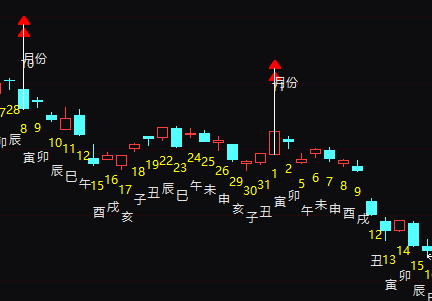 月份
10
月份
11
7
28
8
9
10
11
12
15
16
17
18
19
22
23
24
25
26
29
30
31
1
2
5
6
7
8
9
12
13
14
15
卯
辰
寅
卯
辰
巳
午
酉
戌
亥
子
丑
辰
巳
午
未
申
亥
子
丑
寅
卯
午
未
申
酉
戌
丑
寅
卯
辰